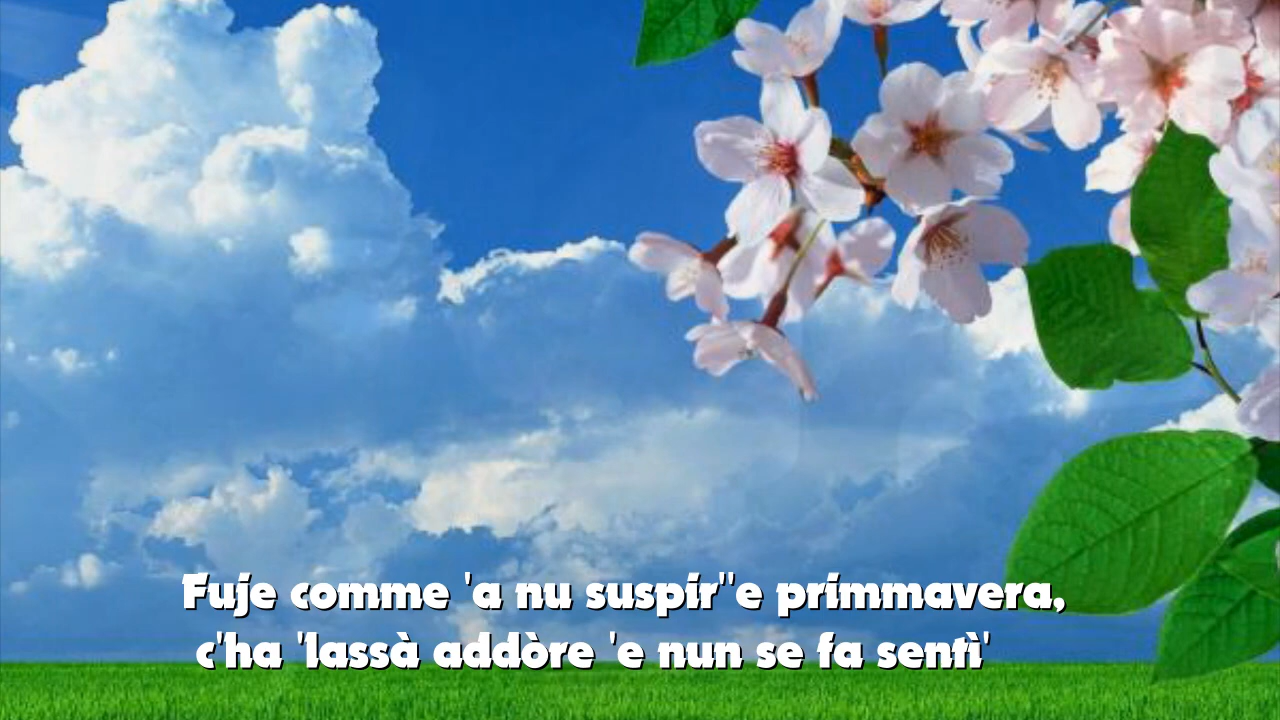 Fuje comme 'a nu suspir''e primmavera,
c'ha 'lassà addòre 'e nun se fa sentì'